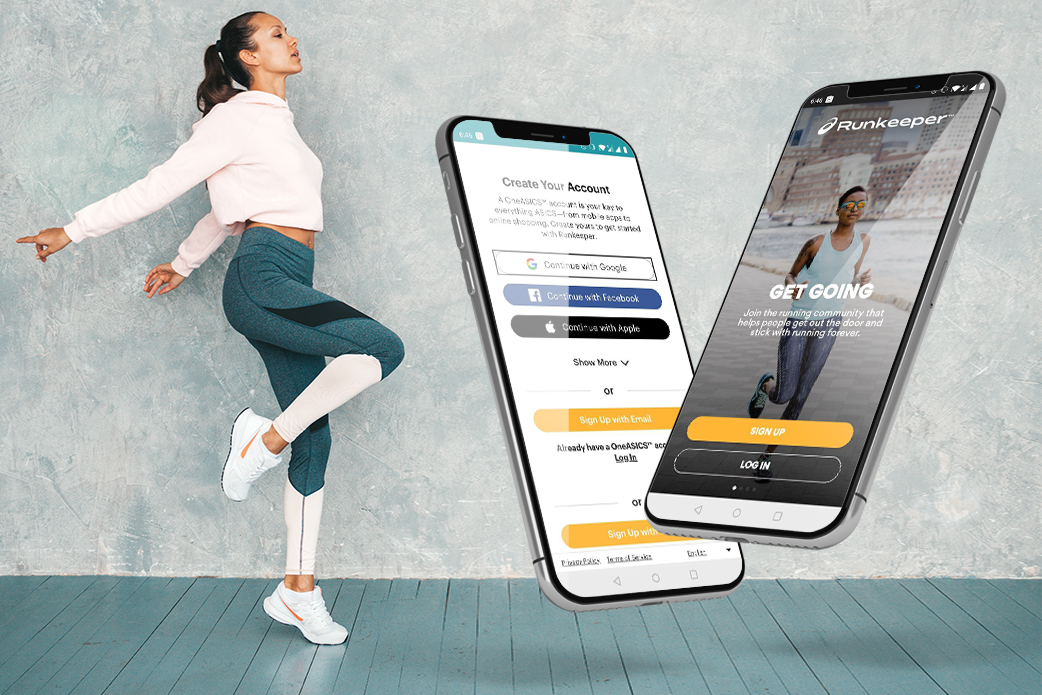 6:46
Create Your Account
A OneASICS™ account is your key to
everything ASICS—from mobile apps to
online shopping. Create yours to get started
with Runkeeper.
Continue with Google
Continue with Facebook
Continue with Apple
Show More
or
Sign Up with Email
Already have a OneASICS™ acc
Log In
or
Sign Up with
Privacy Policy Terms of Service English
6:46
Runkeeper™
GET GOING
Join the running community that
helps people get out the door and
stick with running forever.
SIGN UP
LOG IN